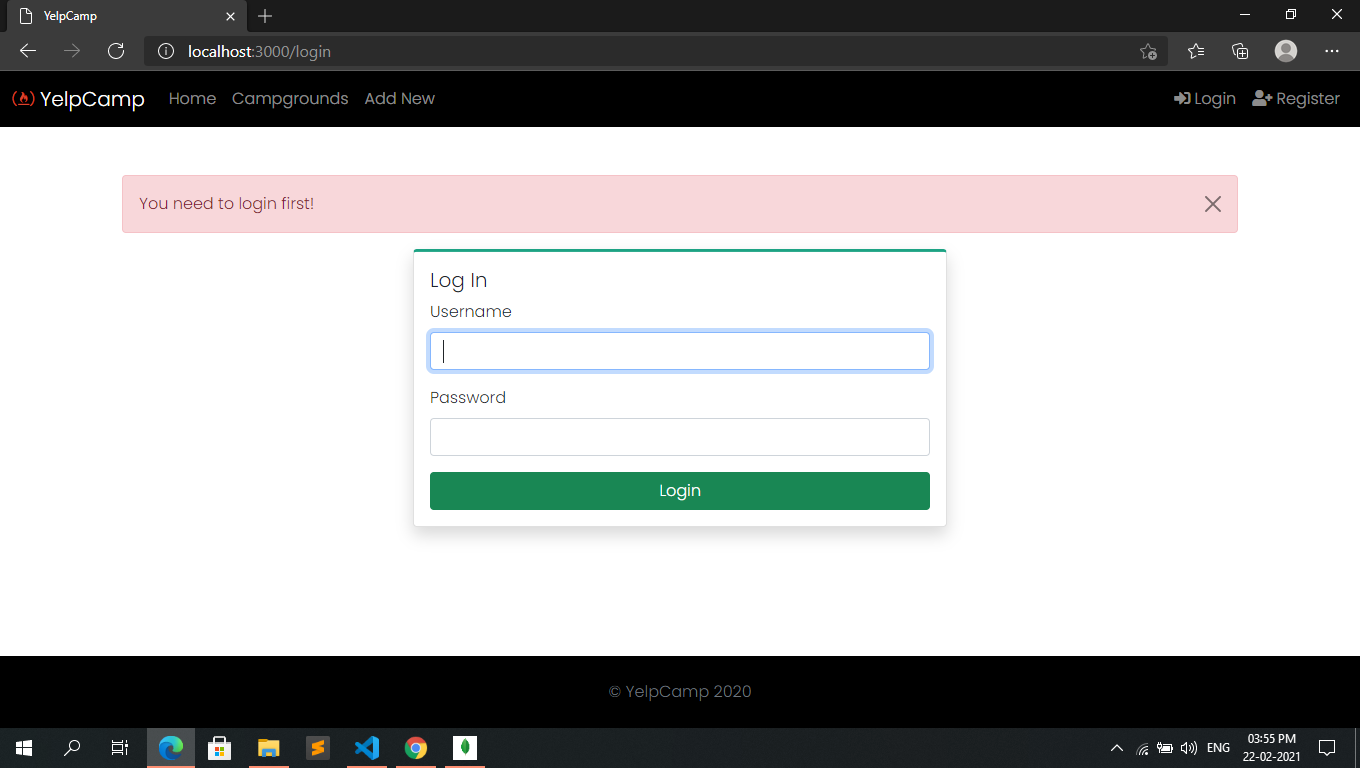 YelpCamp
localhost:3000/login
YelpCamp Home Campgrounds Add New Login Register
You need to login first!
Log In
Username
Password
Login
© YelpCamp 2020
ENG
03:55 PM
22-02-2021